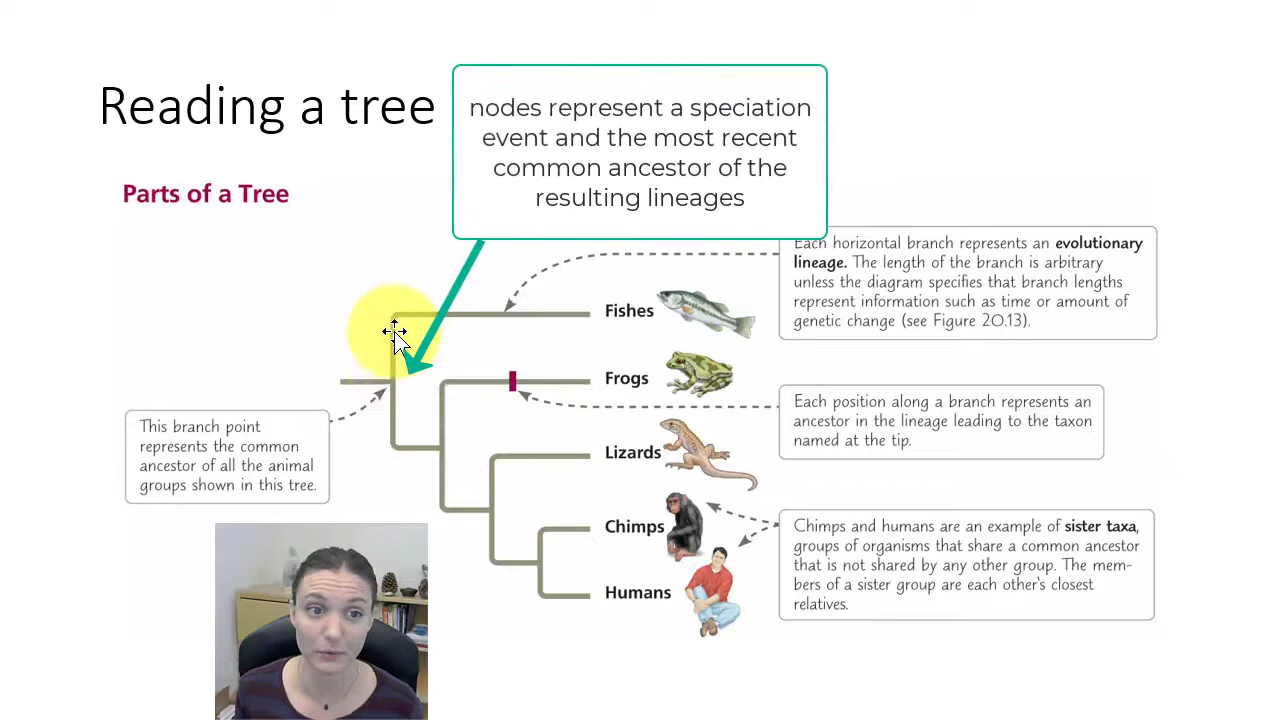 Reading a tree
nodes represent a speciation
event and the most recent
common ancestor of the
resulting lineages
Parts of a Tree
Each horizontal branch represents an evolutionary
lineage. The length of the branch is arbitrary
unless the diagram specifies that branch lengths
represent information such as time or amount of
genetic change (see Figure 20.13).
Fishes
Frogs
Each position along a branch represents an
ancestor in the lineage leading to the taxon
named at the tip.
This branch point
represents the common
ancestor of all the animal
groups shown in this tree.
Lizards
Chimps
Humans
Chimps and humans are an example of sister taxa,
groups of organisms that share a common ancestor
that is not shared by any other group. The mem-
bers of a sister group are each other's closest
relatives.